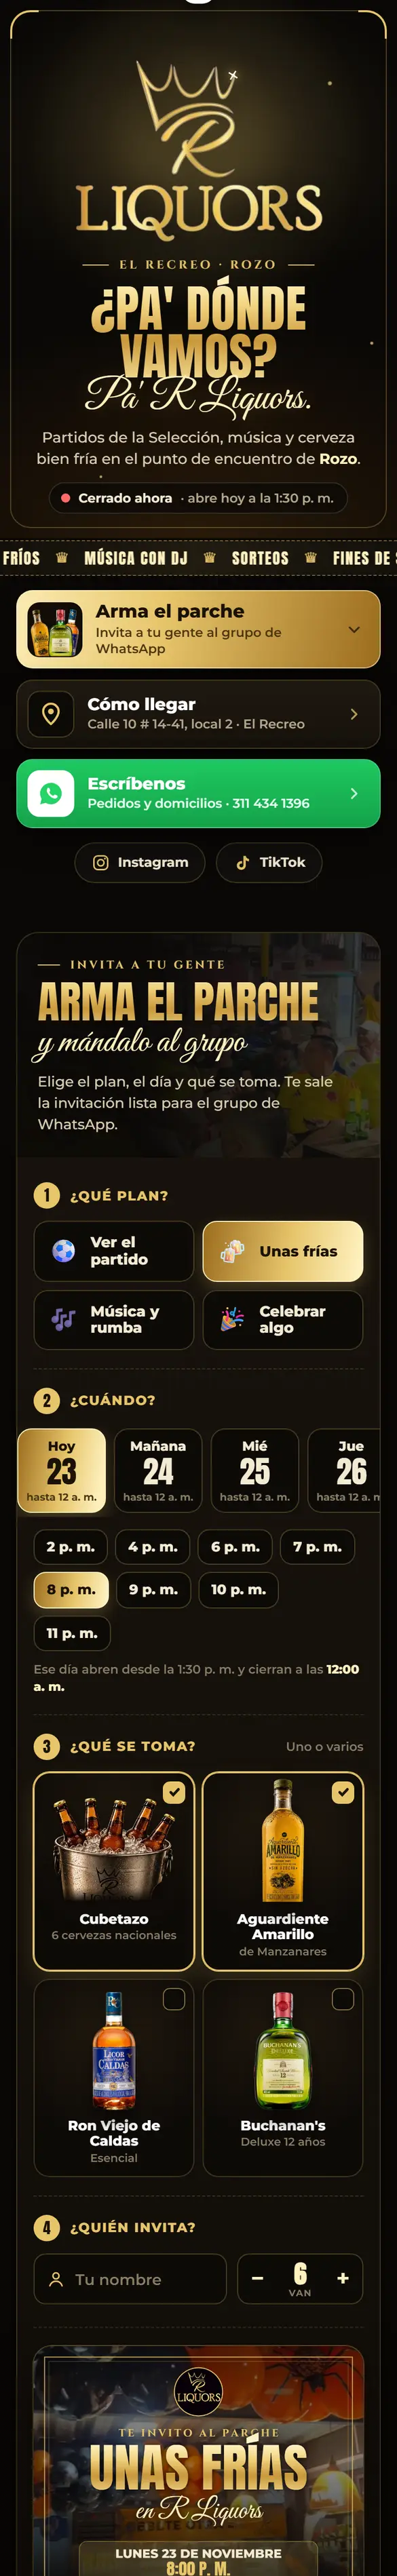 R
LIQUORS
EL RECREO · ROZO
¿PA' DÓNDE
VAMOS?
Pa' R Liquors.
Partidos de la Selección, música y cerveza
bien fría en el punto de encuentro de Rozo.
Cerrado ahora · abre hoy a la 1:30 p. m.
FRÍOS MÚSICA CON DJ SORTEOS FINES DE
Arma el parche
Invita a tu gente al grupo de
WhatsApp
Cómo llegar
Calle 10 # 14-41, local 2 · El Recreo
Escríbenos
Pedidos y domicilios · 311 434 1396
Instagram
TikTok
INVITA A TU GENTE
ARMA EL PARCHE
y mándalo al grupo
Elige el plan, el día y qué se toma. Te sale
la invitación lista para el grupo de
WhatsApp.
1 ¿QUÉ PLAN?
Ver el
partido
Unas frías
Música y
rumba
Celebrar
algo
2 ¿CUÁNDO?
Hoy
23
hasta 12 a. m.
Mañana
24
hasta 12 a. m.
Mié
25
hasta 12 a. m.
Jue
26
hasta 12 a. m
2 p. m.
4 p. m.
6 p. m.
7 p. m.
8 p. m.
9 p. m.
10 p. m.
11 p. m.
Ese día abren desde la 1:30 p. m. y cierran a las 12:00
a. m.
3 ¿QUÉ SE TOMA?
Uno o varios
Cubetazo
6 cervezas nacionales
AMARILLO
Aguardiente
Amarillo
de Manzanares
LICOR
CALDAS
Ron Viejo de
Caldas
Esencial
BUCHANAN'S
DELUXE
12
Buchanan's
Deluxe 12 años
4 ¿QUIÉN INVITA?
Tu nombre
− 6 +
VAN
R
LIQUORS
TE INVITO AL PARCHE
UNAS FRÍAS
en R Liquors
LUNES 23 DE NOVIEMBRE
8:00 P. M.